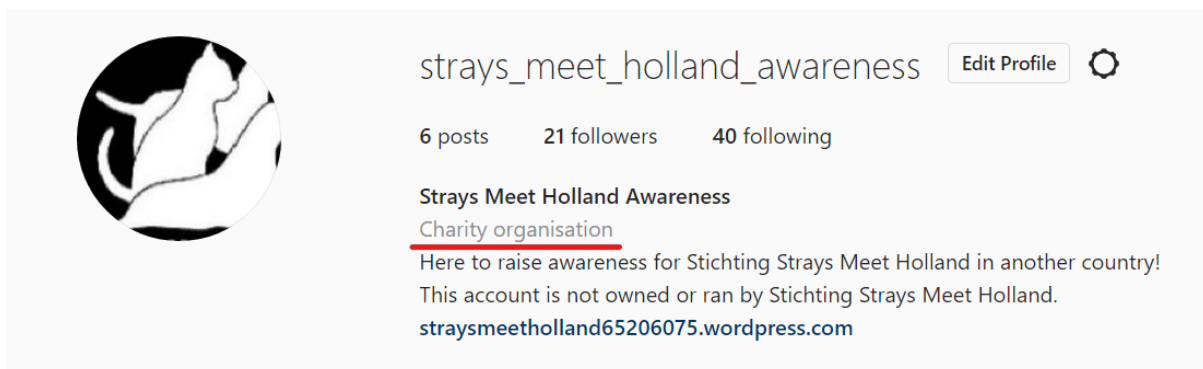 strays_meet_holland_awareness Edit Profile
6 posts 21 followers 40 following
Strays Meet Holland Awareness
Charity organisation
Here to raise awareness for Stichting Strays Meet Holland in another country!
This account is not owned or ran by Stichting Strays Meet Holland.
straysmeetholland65206075.wordpress.com